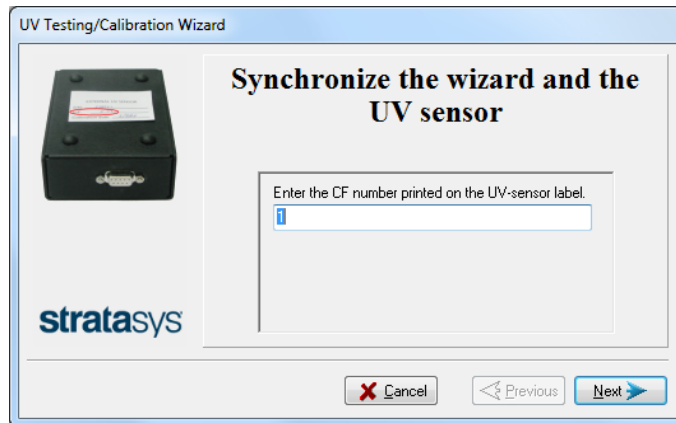 UV Testing/Calibration Wizard
Synchronize the wizard and the
UV sensor
Enter the CF number printed on the UV-sensor label.
1
stratasys
Cancel
Previous
Next